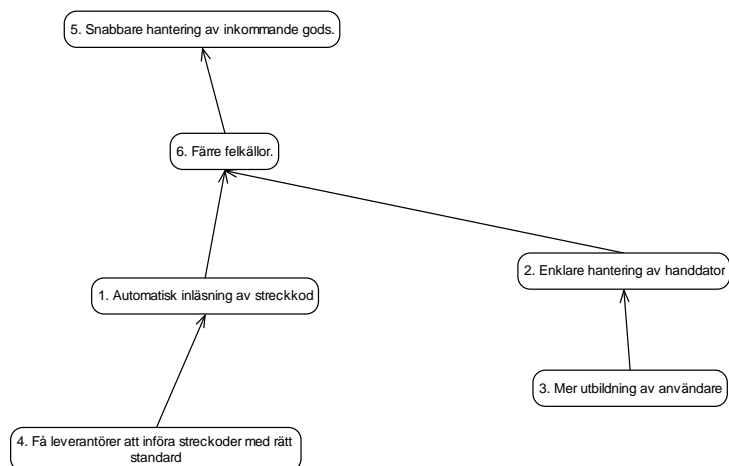 5. Snabbare hantering av inkommande gods.
6. Färre felkällor.
2. Enklare hantering av handdator
1. Automatisk inläsning av streckkod
3. Mer utbildning av användare
4. Få leverantörer att införa streckoder med rätt
standard